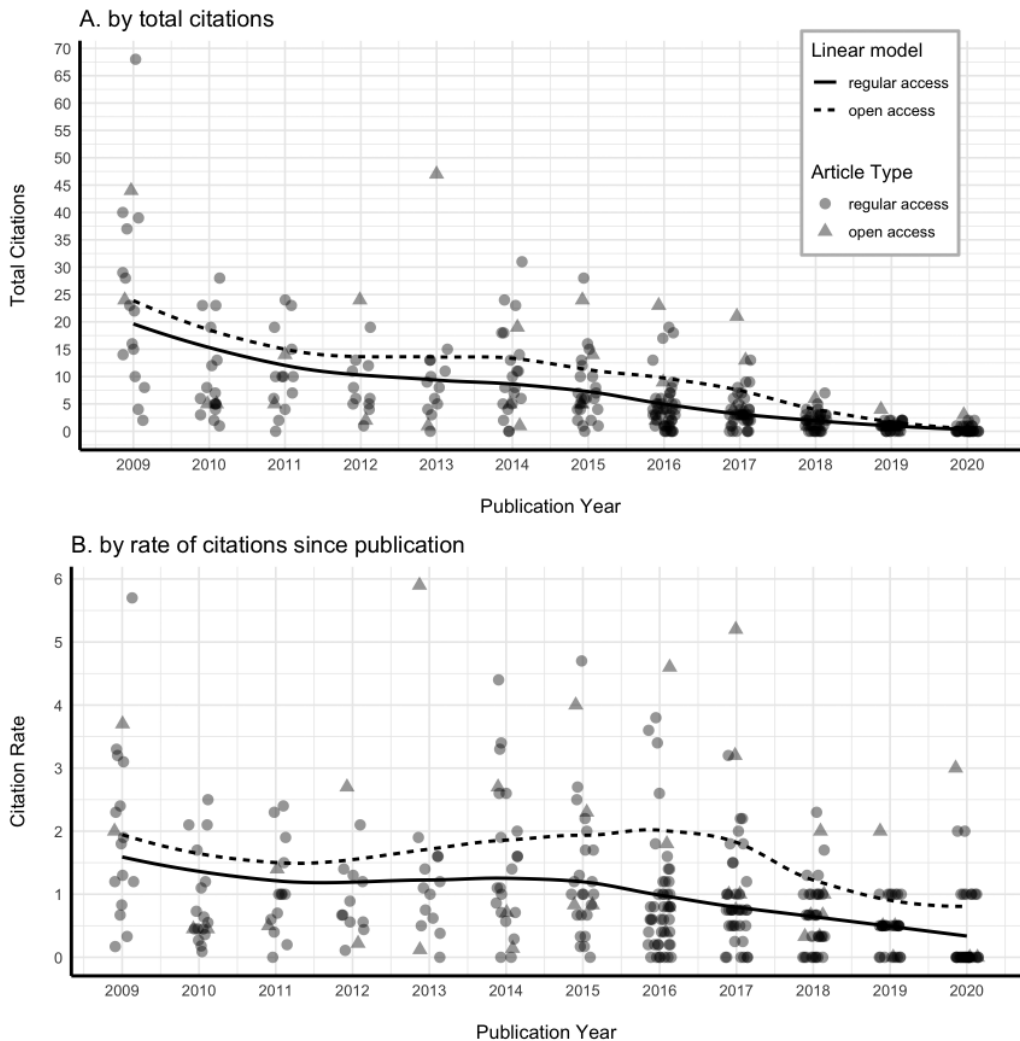 A. by total citations
Linear model
regular access
open access
Article Type
regular access
open access
Total Citations
70
65
60
55
50
45
40
35
30
25
20
15
10
5
0
2009 2010 2011 2012 2013 2014 2015 2016 2017 2018 2019 2020
Publication Year
B. by rate of citations since publication
Citation Rate
6
5
4
3
2
1
0
2009 2010 2011 2012 2013 2014 2015 2016 2017 2018 2019 2020
Publication Year